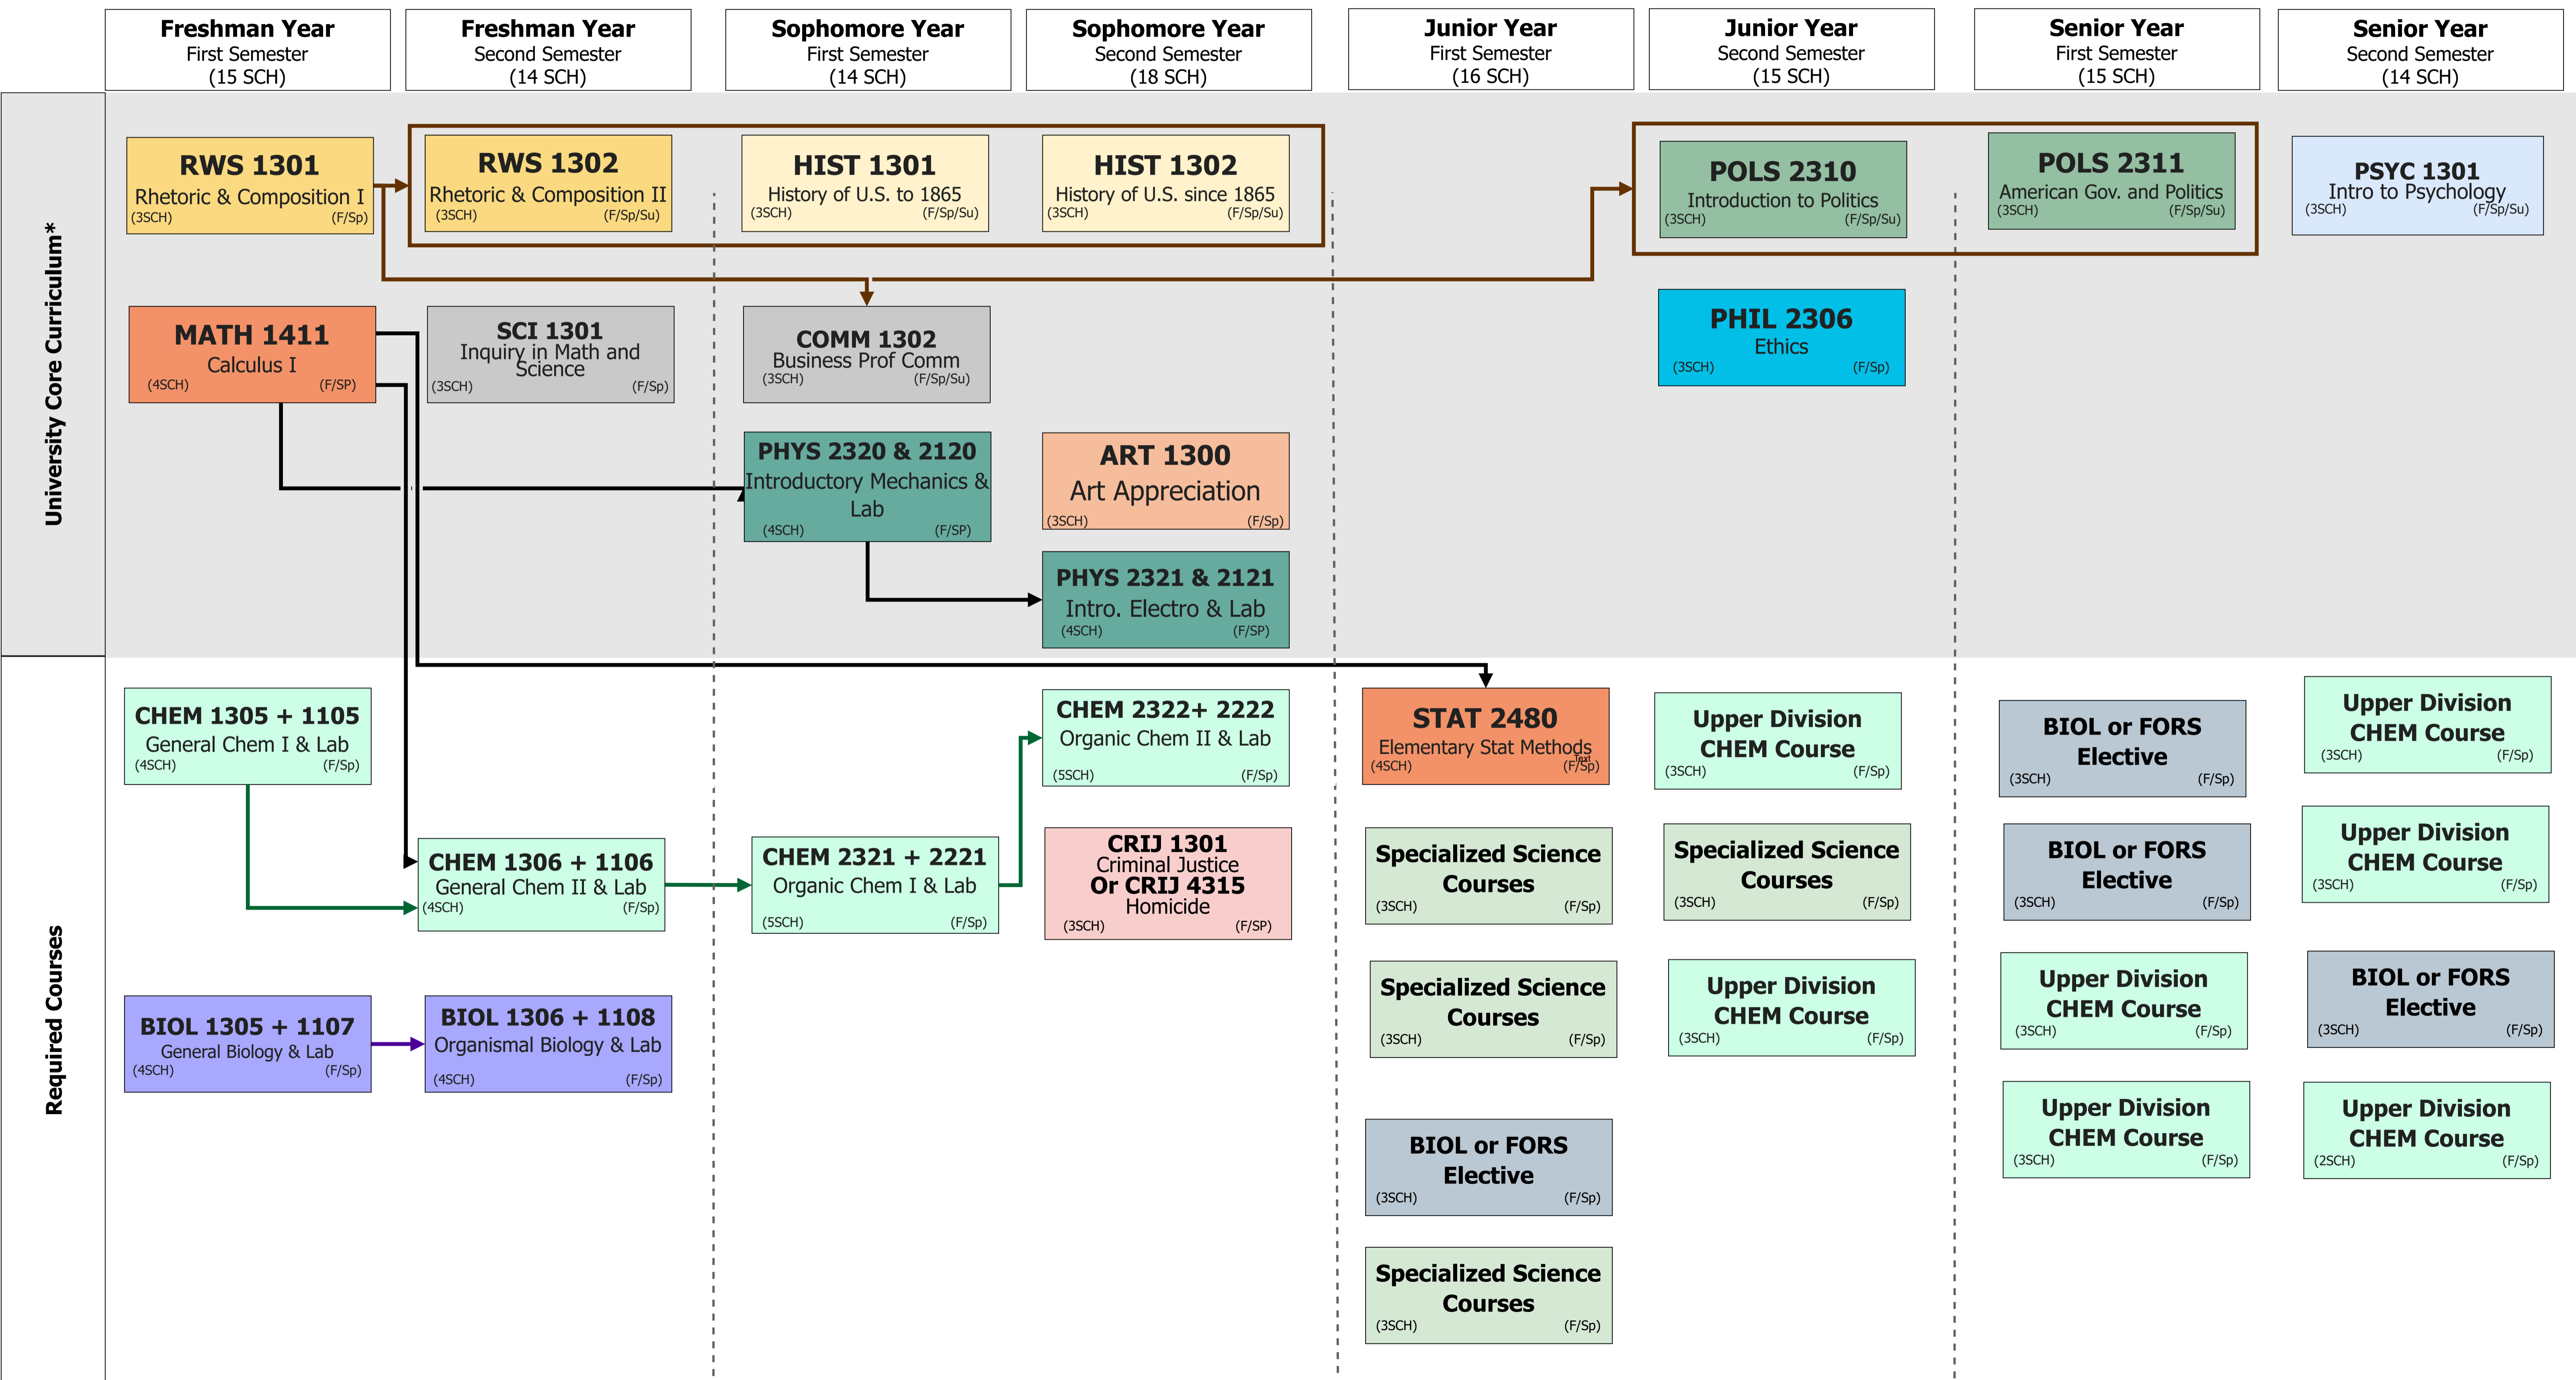 Freshman Year
First Semester
(15 SCH)
Freshman Year
Second Semester
(14 SCH)
Sophomore Year
First Semester
(14 SCH)
Sophomore Year
Second Semester
(18 SCH)
Junior Year
First Semester
(16 SCH)
Junior Year
Second Semester
(15 SCH)
Senior Year
First Semester
(15 SCH)
Senior Year
Second Semester
(14 SCH)
University Core Curriculum*
RWS 1301
Rhetoric & Composition I
(3SCH) (F/Sp)
RWS 1302
Rhetoric & Composition II
(3SCH) (F/Sp/Su)
HIST 1301
History of U.S. to 1865
(3SCH) (F/Sp/Su)
HIST 1302
History of U.S. since 1865
(3SCH) (F/Sp/Su)
POLS 2310
Introduction to Politics
(3SCH) (F/Sp/Su)
POLS 2311
American Gov. and Politics
(3SCH) (F/Sp/Su)
PSYC 1301
Intro to Psychology
(3SCH) (F/Sp/Su)
MATH 1411
Calculus I
(4SCH) (F/SP)
SCI 1301
Inquiry in Math and
Science
(3SCH) (F/Sp)
COMM 1302
Business Prof Comm
(3SCH) (F/Sp/Su)
PHIL 2306
Ethics
(3SCH) (F/Sp)
PHYS 2320 & 2120
Introductory Mechanics &
Lab
(4SCH) (F/SP)
ART 1300
Art Appreciation
(3SCH) (F/Sp)
PHYS 2321 & 2121
Intro. Electro & Lab
(4SCH) (F/SP)
Required Courses
CHEM 1305 + 1105
General Chem I & Lab
(4SCH) (F/Sp)
CHEM 2322+ 2222
Organic Chem II & Lab
(5SCH) (F/Sp)
STAT 2480
Elementary Stat Methods
Text
(4SCH) (F/Sp)
Upper Division
CHEM Course
(3SCH) (F/Sp)
BIOL or FORS
Elective
(3SCH) (F/Sp)
Upper Division
CHEM Course
(3SCH) (F/Sp)
CHEM 1306 + 1106
General Chem II & Lab
(4SCH) (F/Sp)
CHEM 2321 + 2221
Organic Chem I & Lab
(5SCH) (F/Sp)
CRIJ 1301
Criminal Justice
Or CRIJ 4315
Homicide
(3SCH) (F/SP)
Specialized Science
Courses
(3SCH) (F/Sp)
Specialized Science
Courses
(3SCH) (F/Sp)
BIOL or FORS
Elective
(3SCH) (F/Sp)
Upper Division
CHEM Course
(3SCH) (F/Sp)
BIOL 1305 + 1107
General Biology & Lab
(4SCH) (F/Sp)
BIOL 1306 + 1108
Organismal Biology & Lab
(4SCH) (F/Sp)
Specialized Science
Courses
(3SCH) (F/Sp)
Upper Division
CHEM Course
(3SCH) (F/Sp)
Upper Division
CHEM Course
(3SCH) (F/Sp)
BIOL or FORS
Elective
(3SCH) (F/Sp)
BIOL or FORS
Elective
(3SCH) (F/Sp)
Upper Division
CHEM Course
(3SCH) (F/Sp)
Upper Division
CHEM Course
(2SCH) (F/Sp)
Specialized Science
Courses
(3SCH) (F/Sp)